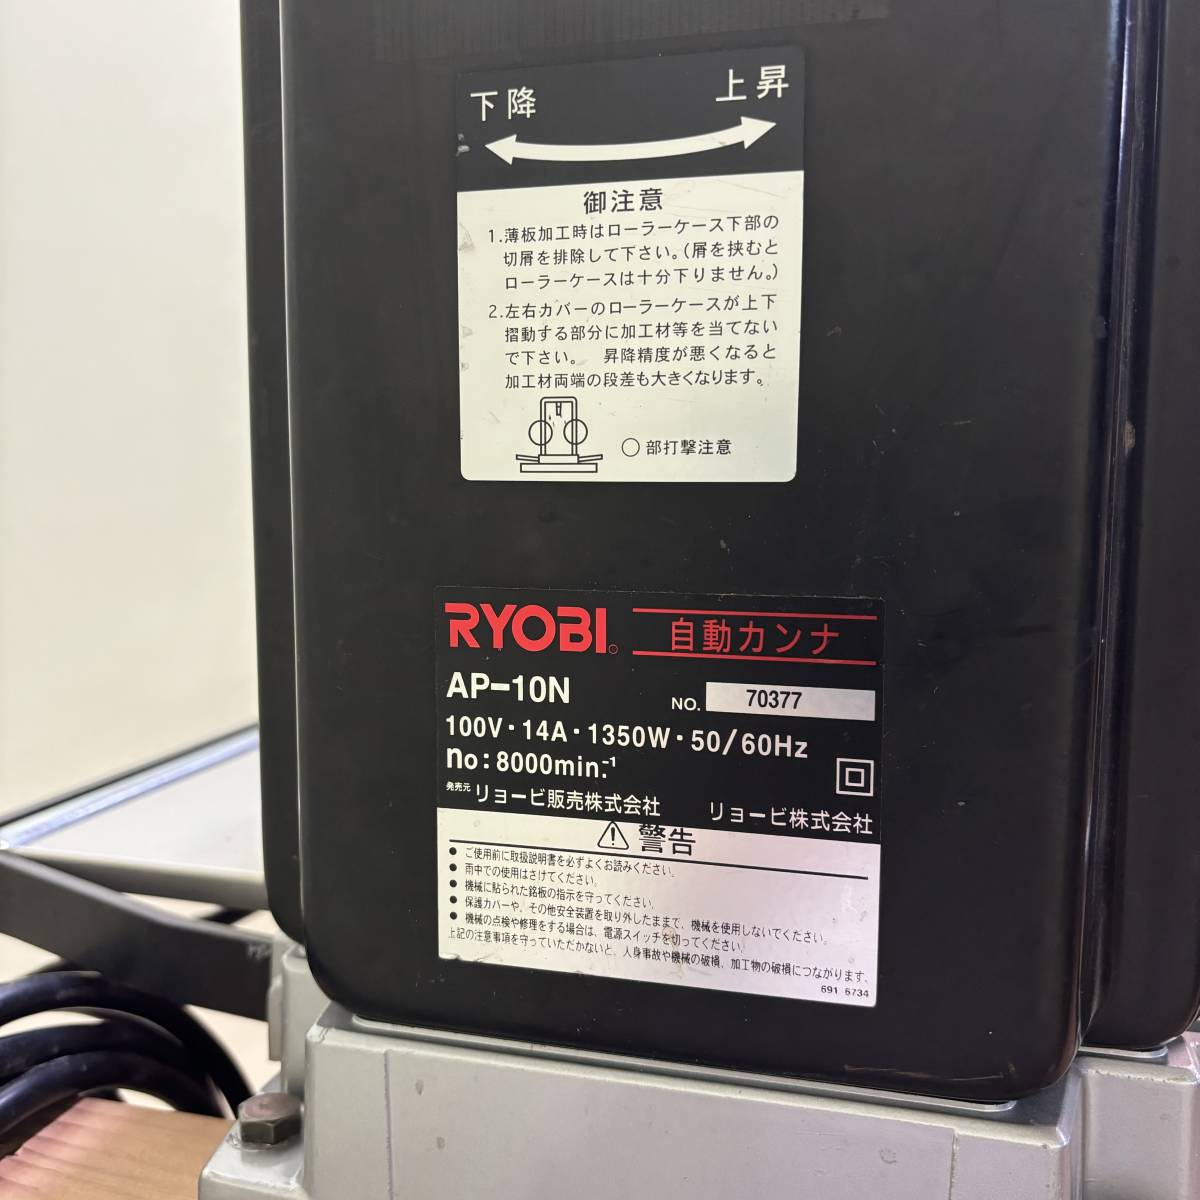 下降 上昇
御注意
1.薄板加工時はローラーケース下部の
切屑を排除して下さい。(屑を挟むと
ローラーケースは十分下りません。)
2.左右カバーのローラーケースが上下
摺動する部分に加工材等を当てない
で下さい。 昇降精度が悪くなると
加工材両端の段差も大きくなります。
○部打撃注意
RYOBI 自動カンナ
AP-10N NO. 70377
100V・14A・1350W・50/60Hz
no:8000min.⁻¹
発売元 リョービ販売株式会社 リョービ株式会社
⚠警告
● ご使用前に取扱説明書を必ずよくお読みください。
● 雨中での使用はさけてください。
● 機械に貼られた銘板の指示を守ってください。
● 保護カバーや、その他安全装置を取り外したままで、機械を使用しないでください。
● 機械の点検や修理をする場合は、電源スイッチを切ってください。
上記の注意事項を守っていただかないと、人身事故や機械の破損、加工物の破損につながります。
691 6734